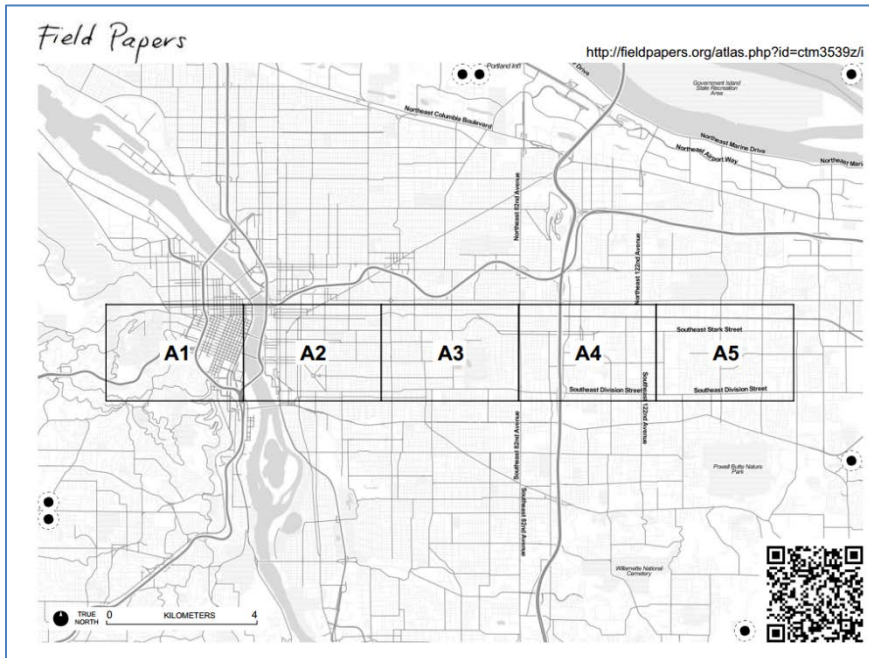 Field Papers
http://fieldpapers.org/atlas.php?id=ctm3539z/i
Portland Int'l
Drive
Government Island
State Recreation
Area
Northeast Columbia Boulevard
Northeast Marine Drive
Northeast Airport Way
Northeast Mari
Northeast 82nd Avenue
Northeast 122nd Avenue
Southeast Stark Street
A1
A2
A3
A4
A5
Southeast Division Street
Southeast Division Street
Southeast 82nd Avenue
Southeast 122nd Avenue
Powell Butte Nature
Park
Southeast 82nd Avenue
Willamette National
Cemetery
TRUE
NORTH
0
KILOMETERS
4